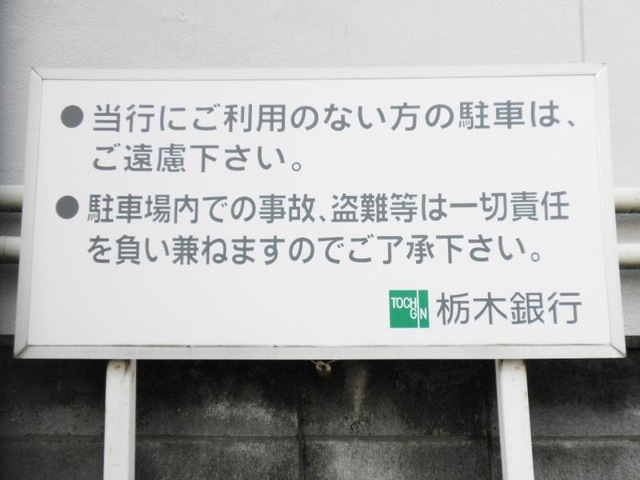 ●当行にご利用のない方の駐車は、
ご遠慮下さい。
●駐車場内での事故、盗難等は一切責任
を負い兼ねますのでご了承下さい。
TOCHGIN 栃木銀行